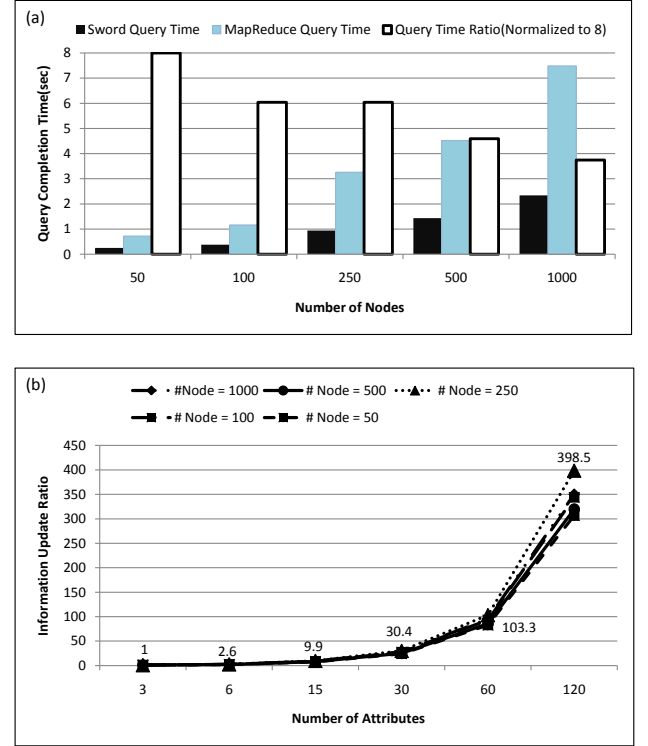 (a)
Sword Query Time MapReduce Query Time Query Time Ratio(Normalized to 8)
Query Completion Time(sec)
8
7
6
5
4
3
2
1
0
50 100 250 500 1000
Number of Nodes
(b)
#Node = 1000 # Node = 500 # Node = 250
# Node = 100 # Node = 50
Information Update Ratio
450
400
350
300
250
200
150
100
50
0
1 2.6 9.9 30.4 103.3 398.5
3 6 15 30 60 120
Number of Attributes